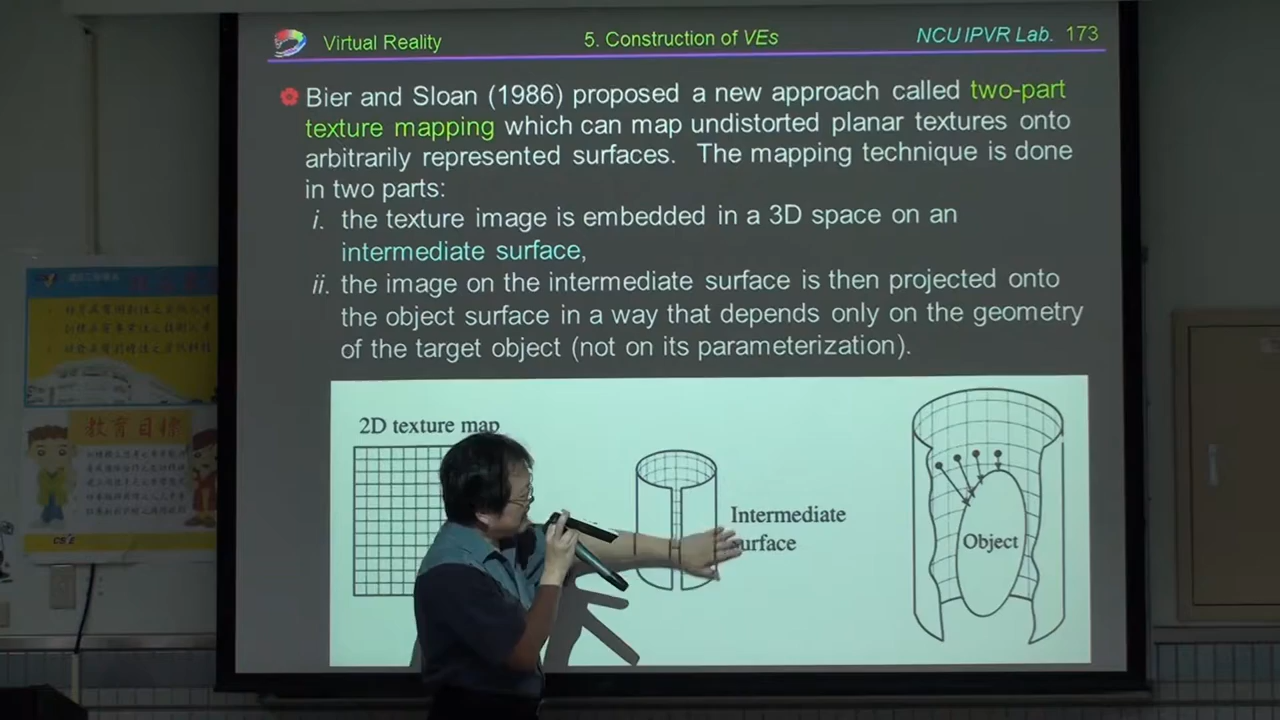 Virtual Reality
5. Construction of VEs
NCU IPVR Lab. 173
Bier and Sloan (1986) proposed a new approach called two-part
texture mapping which can map undistorted planar textures onto
arbitrarily represented surfaces. The mapping technique is done
in two parts:
i. the texture image is embedded in a 3D space on an
intermediate surface,
ii. the image on the intermediate surface is then projected onto
the object surface in a way that depends only on the geometry
of the target object (not on its parameterization).
2D texture map
Intermediate
surface
Object
教育目標